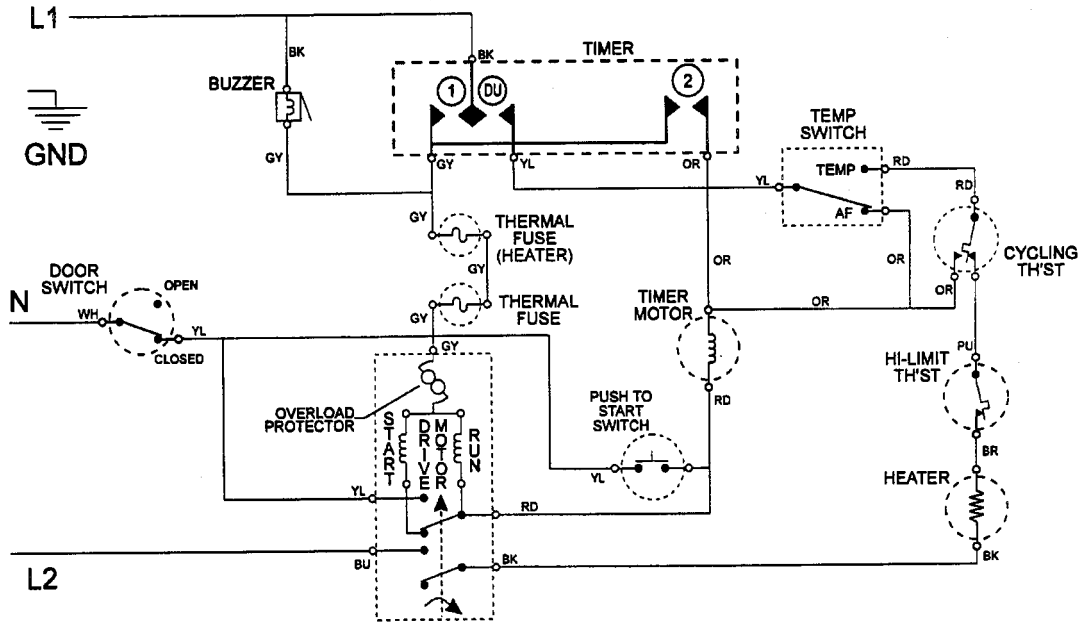 L1
BK
BK
TIMER
BUZZER
1
DU
2
TEMP
SWITCH
GND
GY
GY
YL
OR
YL
TEMP
RD
RD
AF
GY
THERMAL
FUSE
(HEATER)
CYCLING
TH'ST
GY
OR
OR
OR
DOOR
SWITCH
OPEN
N
WH
YL
CLOSED
GY
THERMAL
FUSE
TIMER
MOTOR
OR
GY
PU
HI-LIMIT
TH'ST
OVERLOAD
PROTECTOR
PUSH TO
START
SWITCH
RD
START
DRIVE
MOTOR
RUN
BR
HEATER
YL
YL
RD
BU
BK
BK
L2